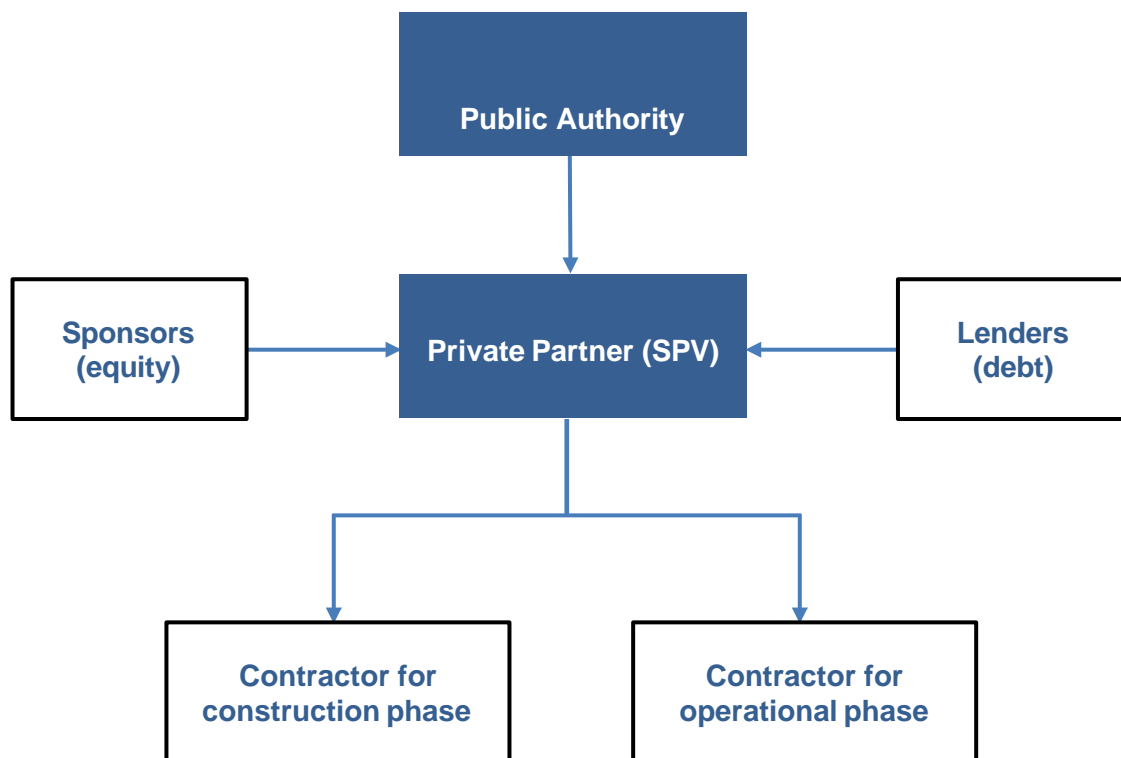 Public Authority
Sponsors
(equity)
Private Partner (SPV)
Lenders
(debt)
Contractor for
construction phase
Contractor for
operational phase